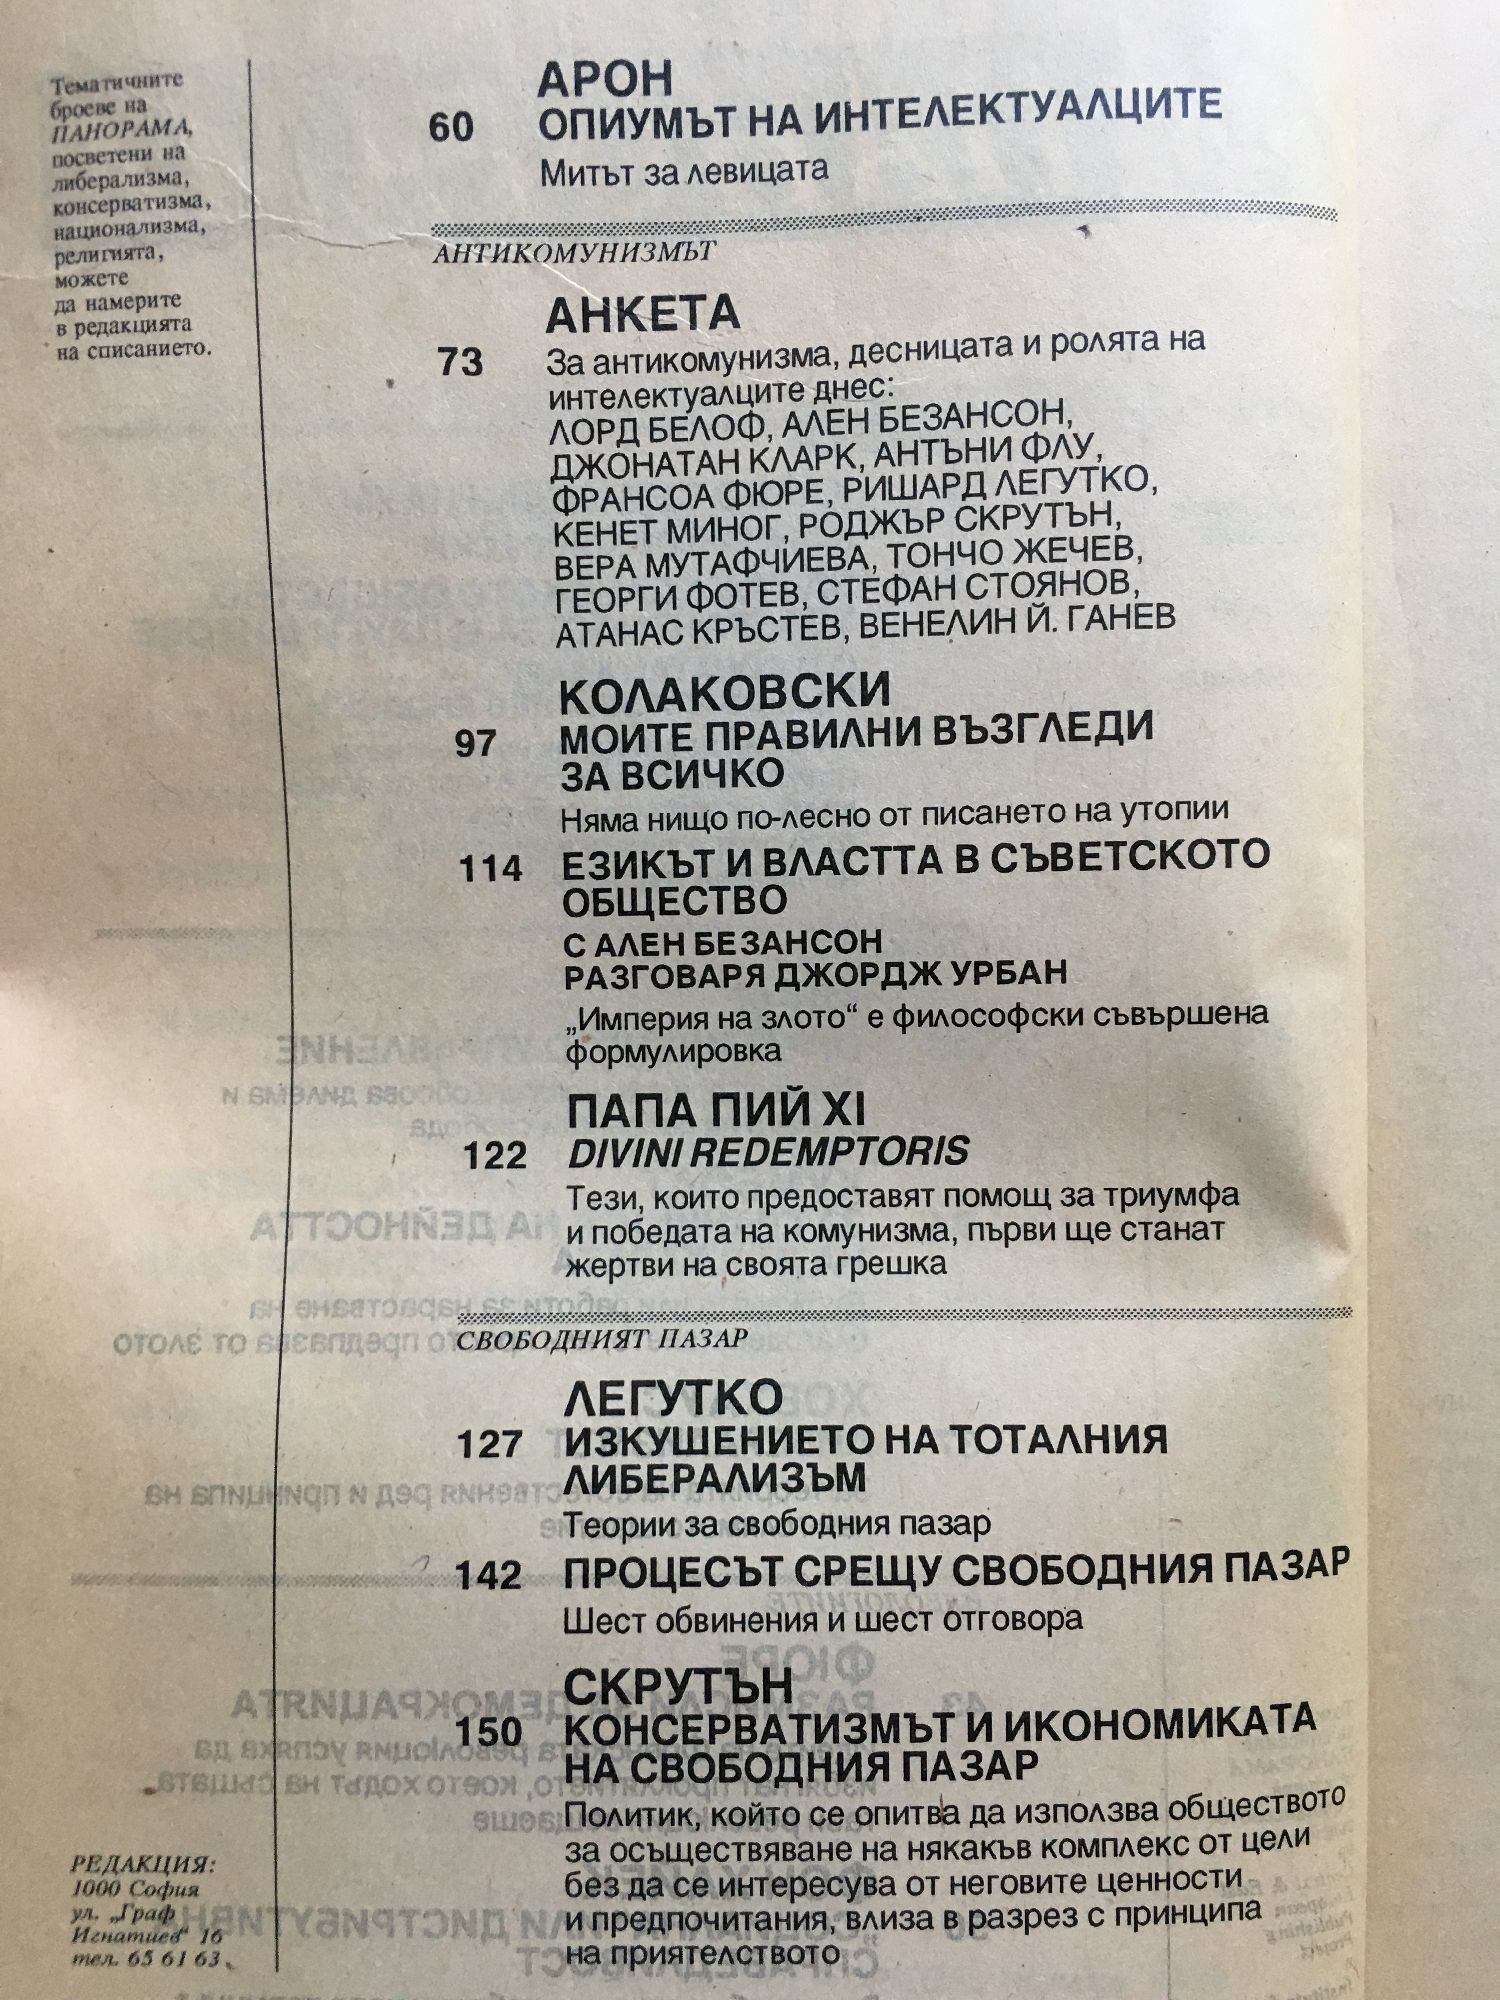 Тематичните
броеве на
ПАНОРАМА,
посветени на
либерализма,
консерватизма,
национализма,
религията,
можете
да намерите
в редакцията
на списанието.
АРОН
60 ОПИУМЪТ НА ИНТЕЛЕКТУАЛЦИТЕ
Митът за левицата
АНТИКОМУНИЗМЪТ
АНКЕТА
73 За антикомунизма, десницата и ролята на
интелектуалците днес:
ЛОРД БЕЛОФ, АЛЕН БЕЗАНСОН,
ДЖОНАТАН КЛАРК, АНТЪНИ ФЛУ,
ФРАНСОА ФЮРЕ, РИШАРД ЛЕГУТКО,
КЕНЕТ МИНОГ, РОДЖЪР СКРУТЪН,
ВЕРА МУТАФЧИЕВА, ТОНЧО ЖЕЧЕВ,
ГЕОРГИ ФОТЕВ, СТЕФАН СТОЯНОВ,
АТАНАС КРЪСТЕВ, ВЕНЕЛИН Й. ГАНЕВ
КОЛАКОВСКИ
97 МОИТЕ ПРАВИЛНИ ВЪЗГЛЕДИ
ЗА ВСИЧКО
Няма нищо по-лесно от писането на утопии
114 ЕЗИКЪТ И ВЛАСТТА В СЪВЕТСКОТО
ОБЩЕСТВО
С АЛЕН БЕЗАНСОН
РАЗГОВАРЯ ДЖОРДЖ УРБАН
„Империя на злото“ е философски съвършена
формулировка
ПАПА ПИЙ XI
122 DIVINI REDEMPTORIS
Тези, които предоставят помощ за триумфа
и победата на комунизма, първи ще станат
жертви на своята грешка
СВОБОДНИЯТ ПАЗАР
ЛЕГУТКО
127 ИЗКУШЕНИЕТО НА ТОТАЛНИЯ
ЛИБЕРАЛИЗЪМ
Теории за свободния пазар
142 ПРОЦЕСЪТ СРЕЩУ СВОБОДНИЯ ПАЗАР
Шест обвинения и шест отговора
СКРУТЪН
150 КОНСЕРВАТИЗМЪТ И ИКОНОМИКАТА
НА СВОБОДНИЯ ПАЗАР
Политик, който се опитва да използва обществото
за осъществяване на някакъв комплекс от цели
без да се интересува от неговите ценности
и предпочитания, влиза в разрез с принципа
на приятелството
РЕДАКЦИЯ:
1000 София
ул. „Граф
Игнатиев“ 16
тел. 65 61 63